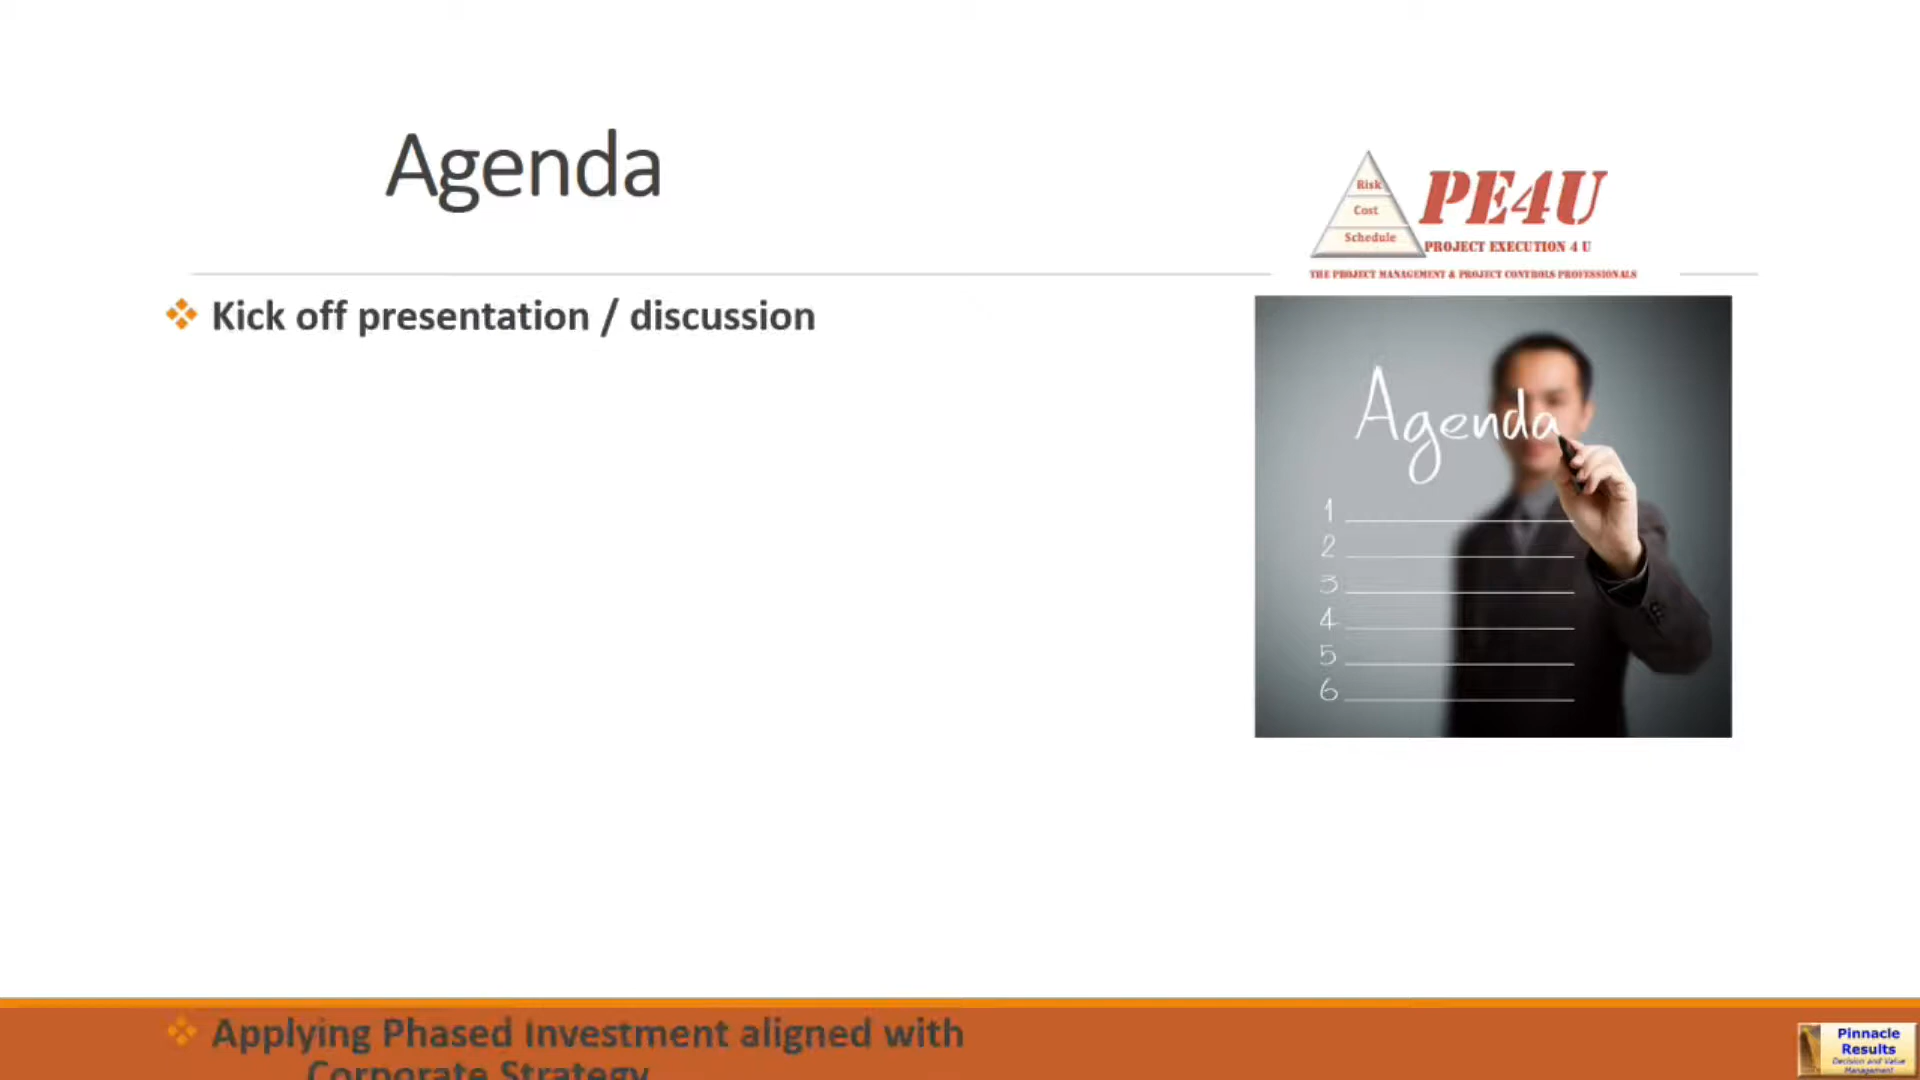 Agenda
Risk
Cost
Schedule
PE4U
PROJECT EXECUTION 4 U
THE PROJECT MANAGEMENT & PROJECT CONTROLS PROFESSIONALS
Kick off presentation / discussion
Agenda
1
2
3
4
5
6
Applying Phased Investment aligned with
Corporate Strategy
Pinnacle
Results
Decision and Value
Management